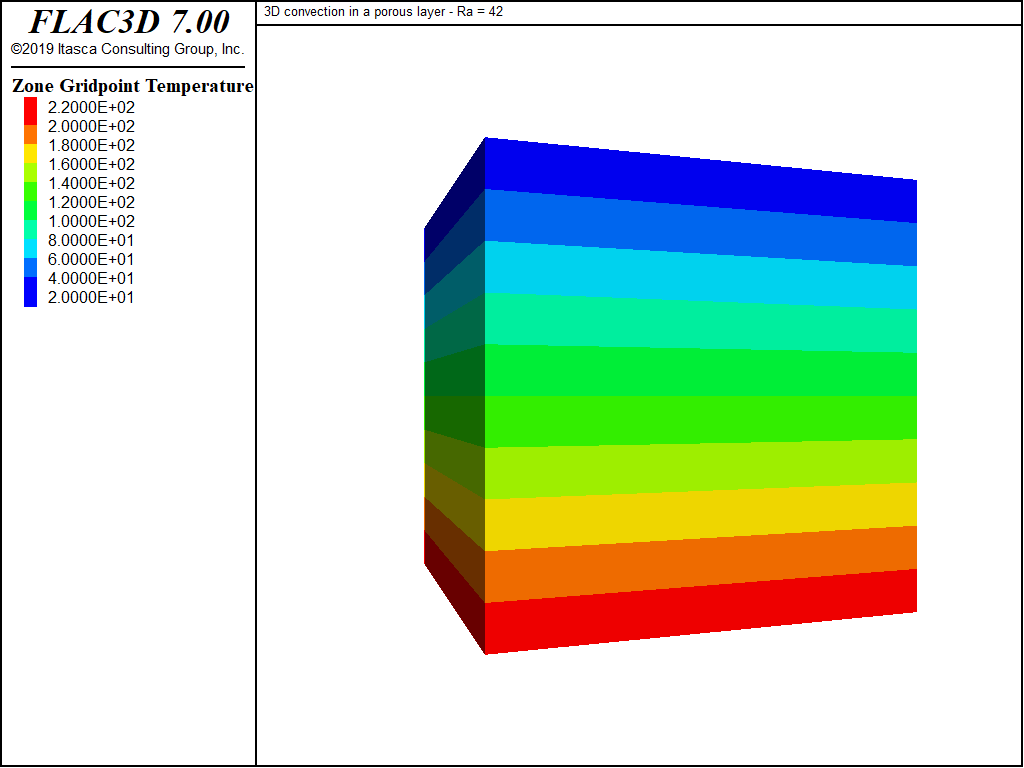 FLAC3D 7.00
©2019 Itasca Consulting Group, Inc.
Zone Gridpoint Temperature
2.2000E+02
2.0000E+02
1.8000E+02
1.6000E+02
1.4000E+02
1.2000E+02
1.0000E+02
8.0000E+01
6.0000E+01
4.0000E+01
2.0000E+01
3D convection in a porous layer - Ra = 42